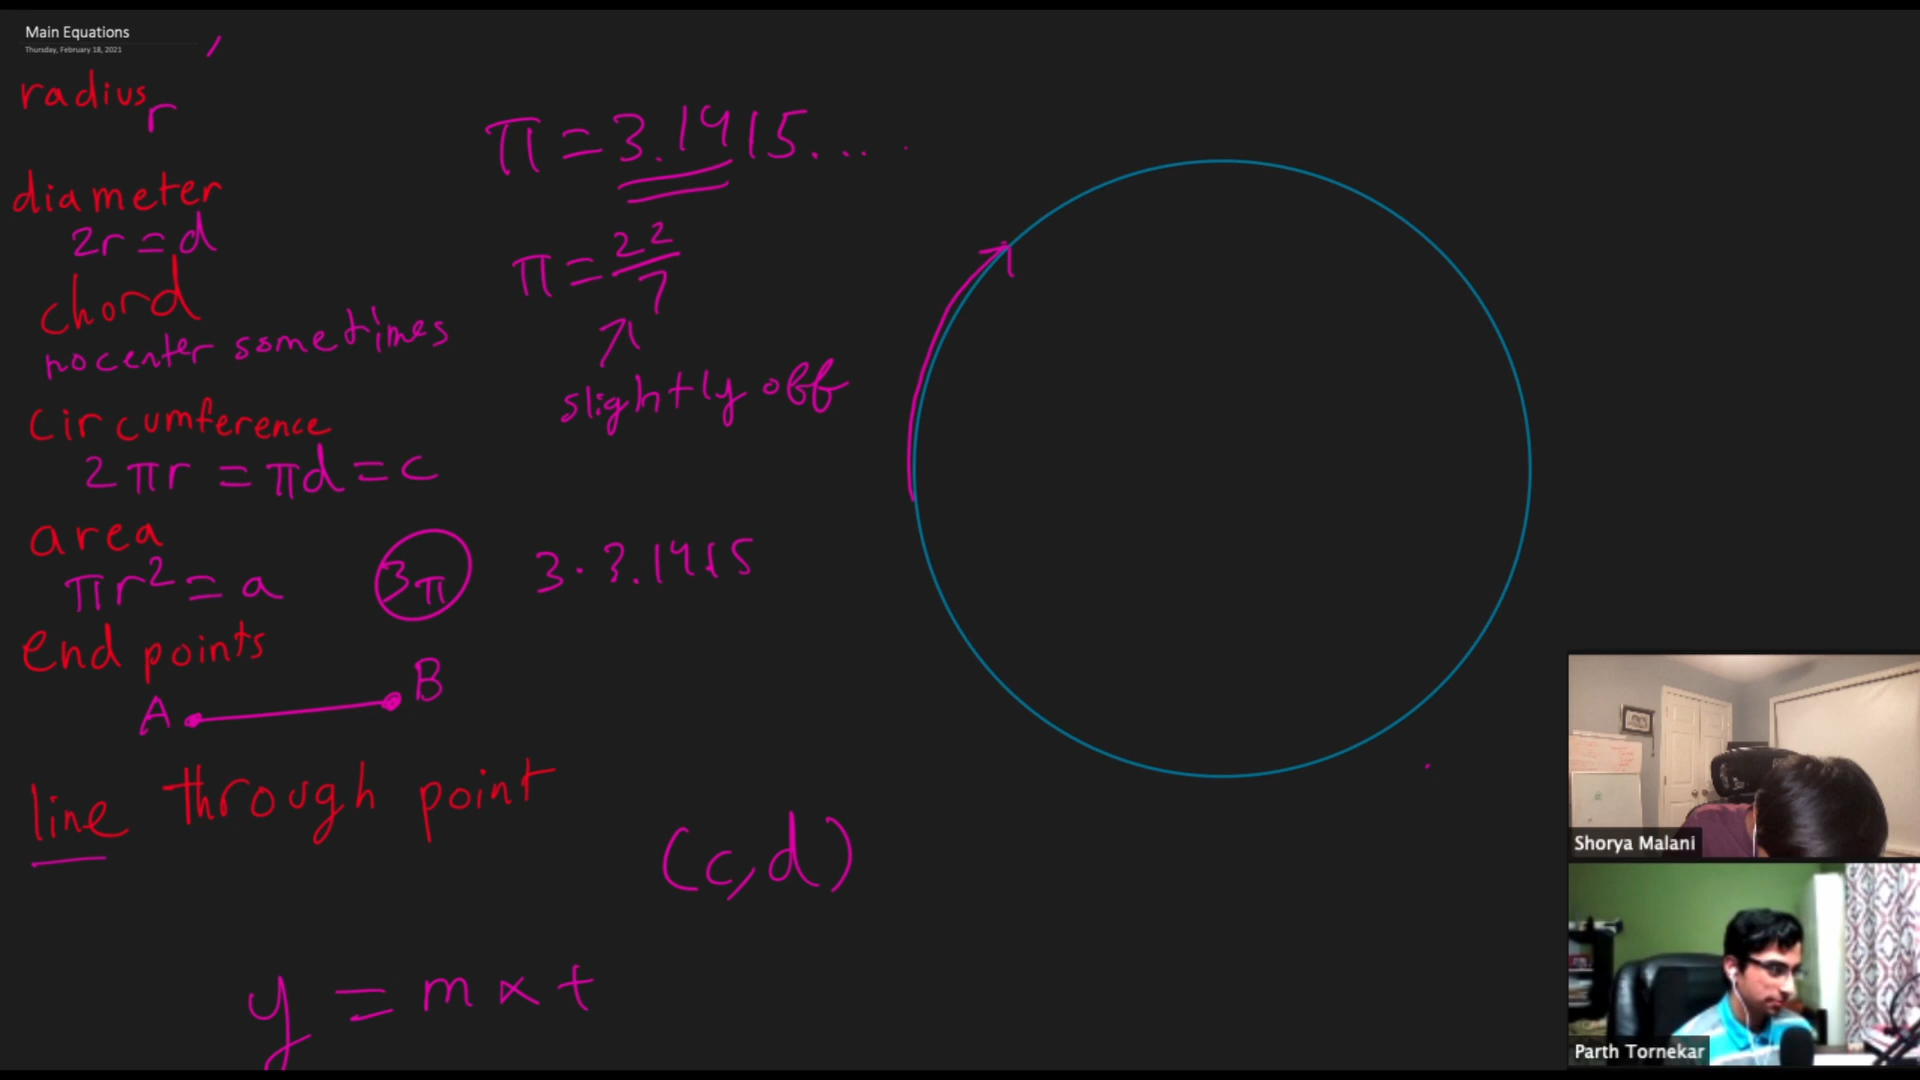 Main Equations
Thursday, February 18, 2021
radius
r
diameter
2r = d
chord
no center sometimes
circumference
2πr = πd = c
area
πr² = a
3π
3 · 3.1415
end points
A
B
line through point
(c,d)
y = mx +
π = 3.1415....
π = 22/7
slightly off
Shorya Malani
Parth Tornekar